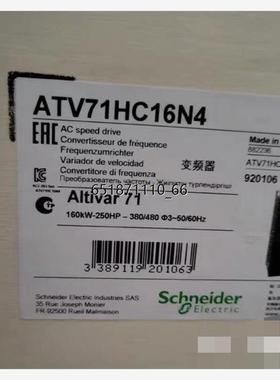 ATV71HC16N4
EAC AC speed drive
Convertisseur de fréquence
Frequenzumrichter
Variador de velocidad
变频器
Convertitore di frequenza
651871110_66
Altivar 71
160kW-250HP - 380/480 Φ3~50/60Hz
3 389119 201063
Schneider Electric Industries SAS
35 Rue Joseph Monier
FR-92500 Rueil Malmaison
Schneider
Electric
Made in
ATV71HC
920106